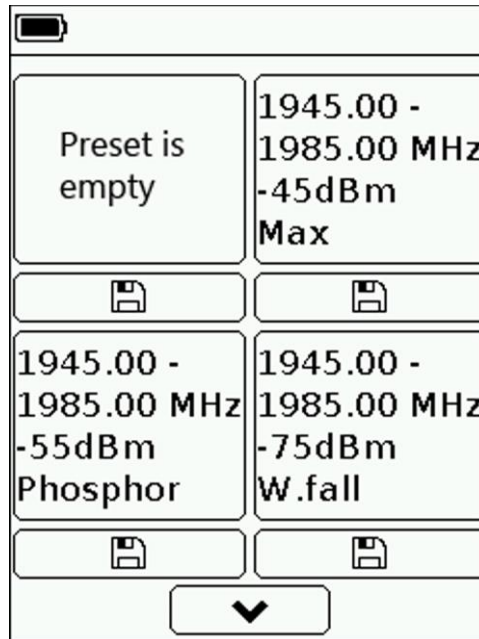 Preset is
empty
1945.00 -
1985.00 MHz
-45dBm
Max
1945.00 -
1985.00 MHz
-55dBm
Phosphor
1945.00 -
1985.00 MHz
-75dBm
W.fall